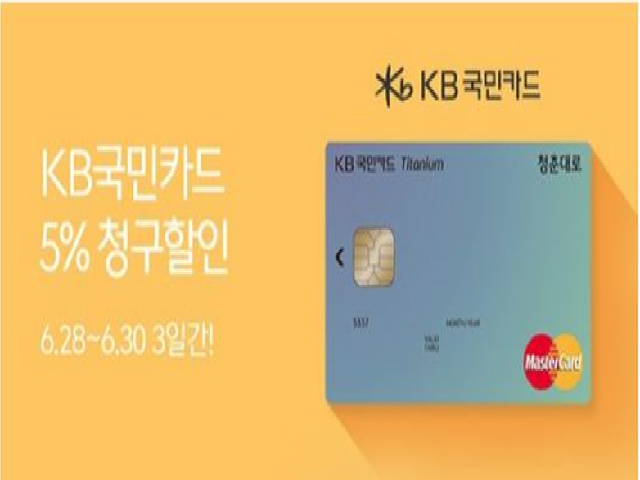 KB국민카드
KB국민카드
5% 청구할인
6.28~6.30 3일간!
KB국민카드 Titanium
청춘대로
5537
MONTH/YEAR
VALID
THRU
MasterCard